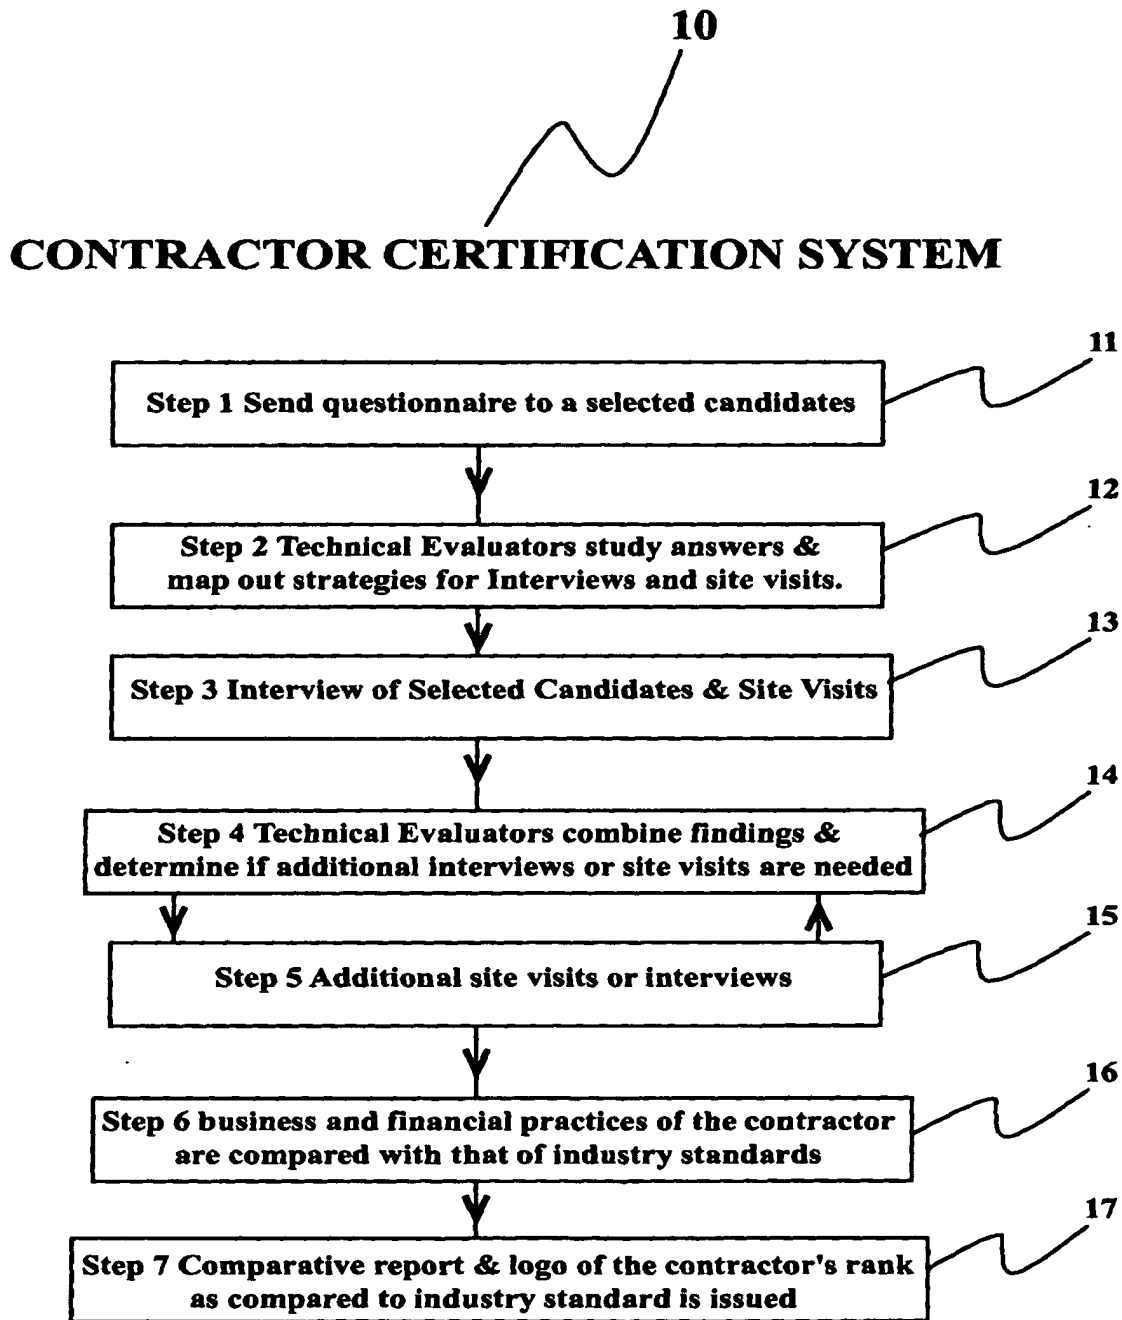 10
CONTRACTOR CERTIFICATION SYSTEM
11
Step 1 Send questionnaire to a selected candidates
12
Step 2 Technical Evaluators study answers &
map out strategies for Interviews and site visits.
13
Step 3 Interview of Selected Candidates & Site Visits
14
Step 4 Technical Evaluators combine findings &
determine if additional interviews or site visits are needed
15
Step 5 Additional site visits or interviews
16
Step 6 business and financial practices of the contractor
are compared with that of industry standards
17
Step 7 Comparative report & logo of the contractor's rank
as compared to industry standard is issued